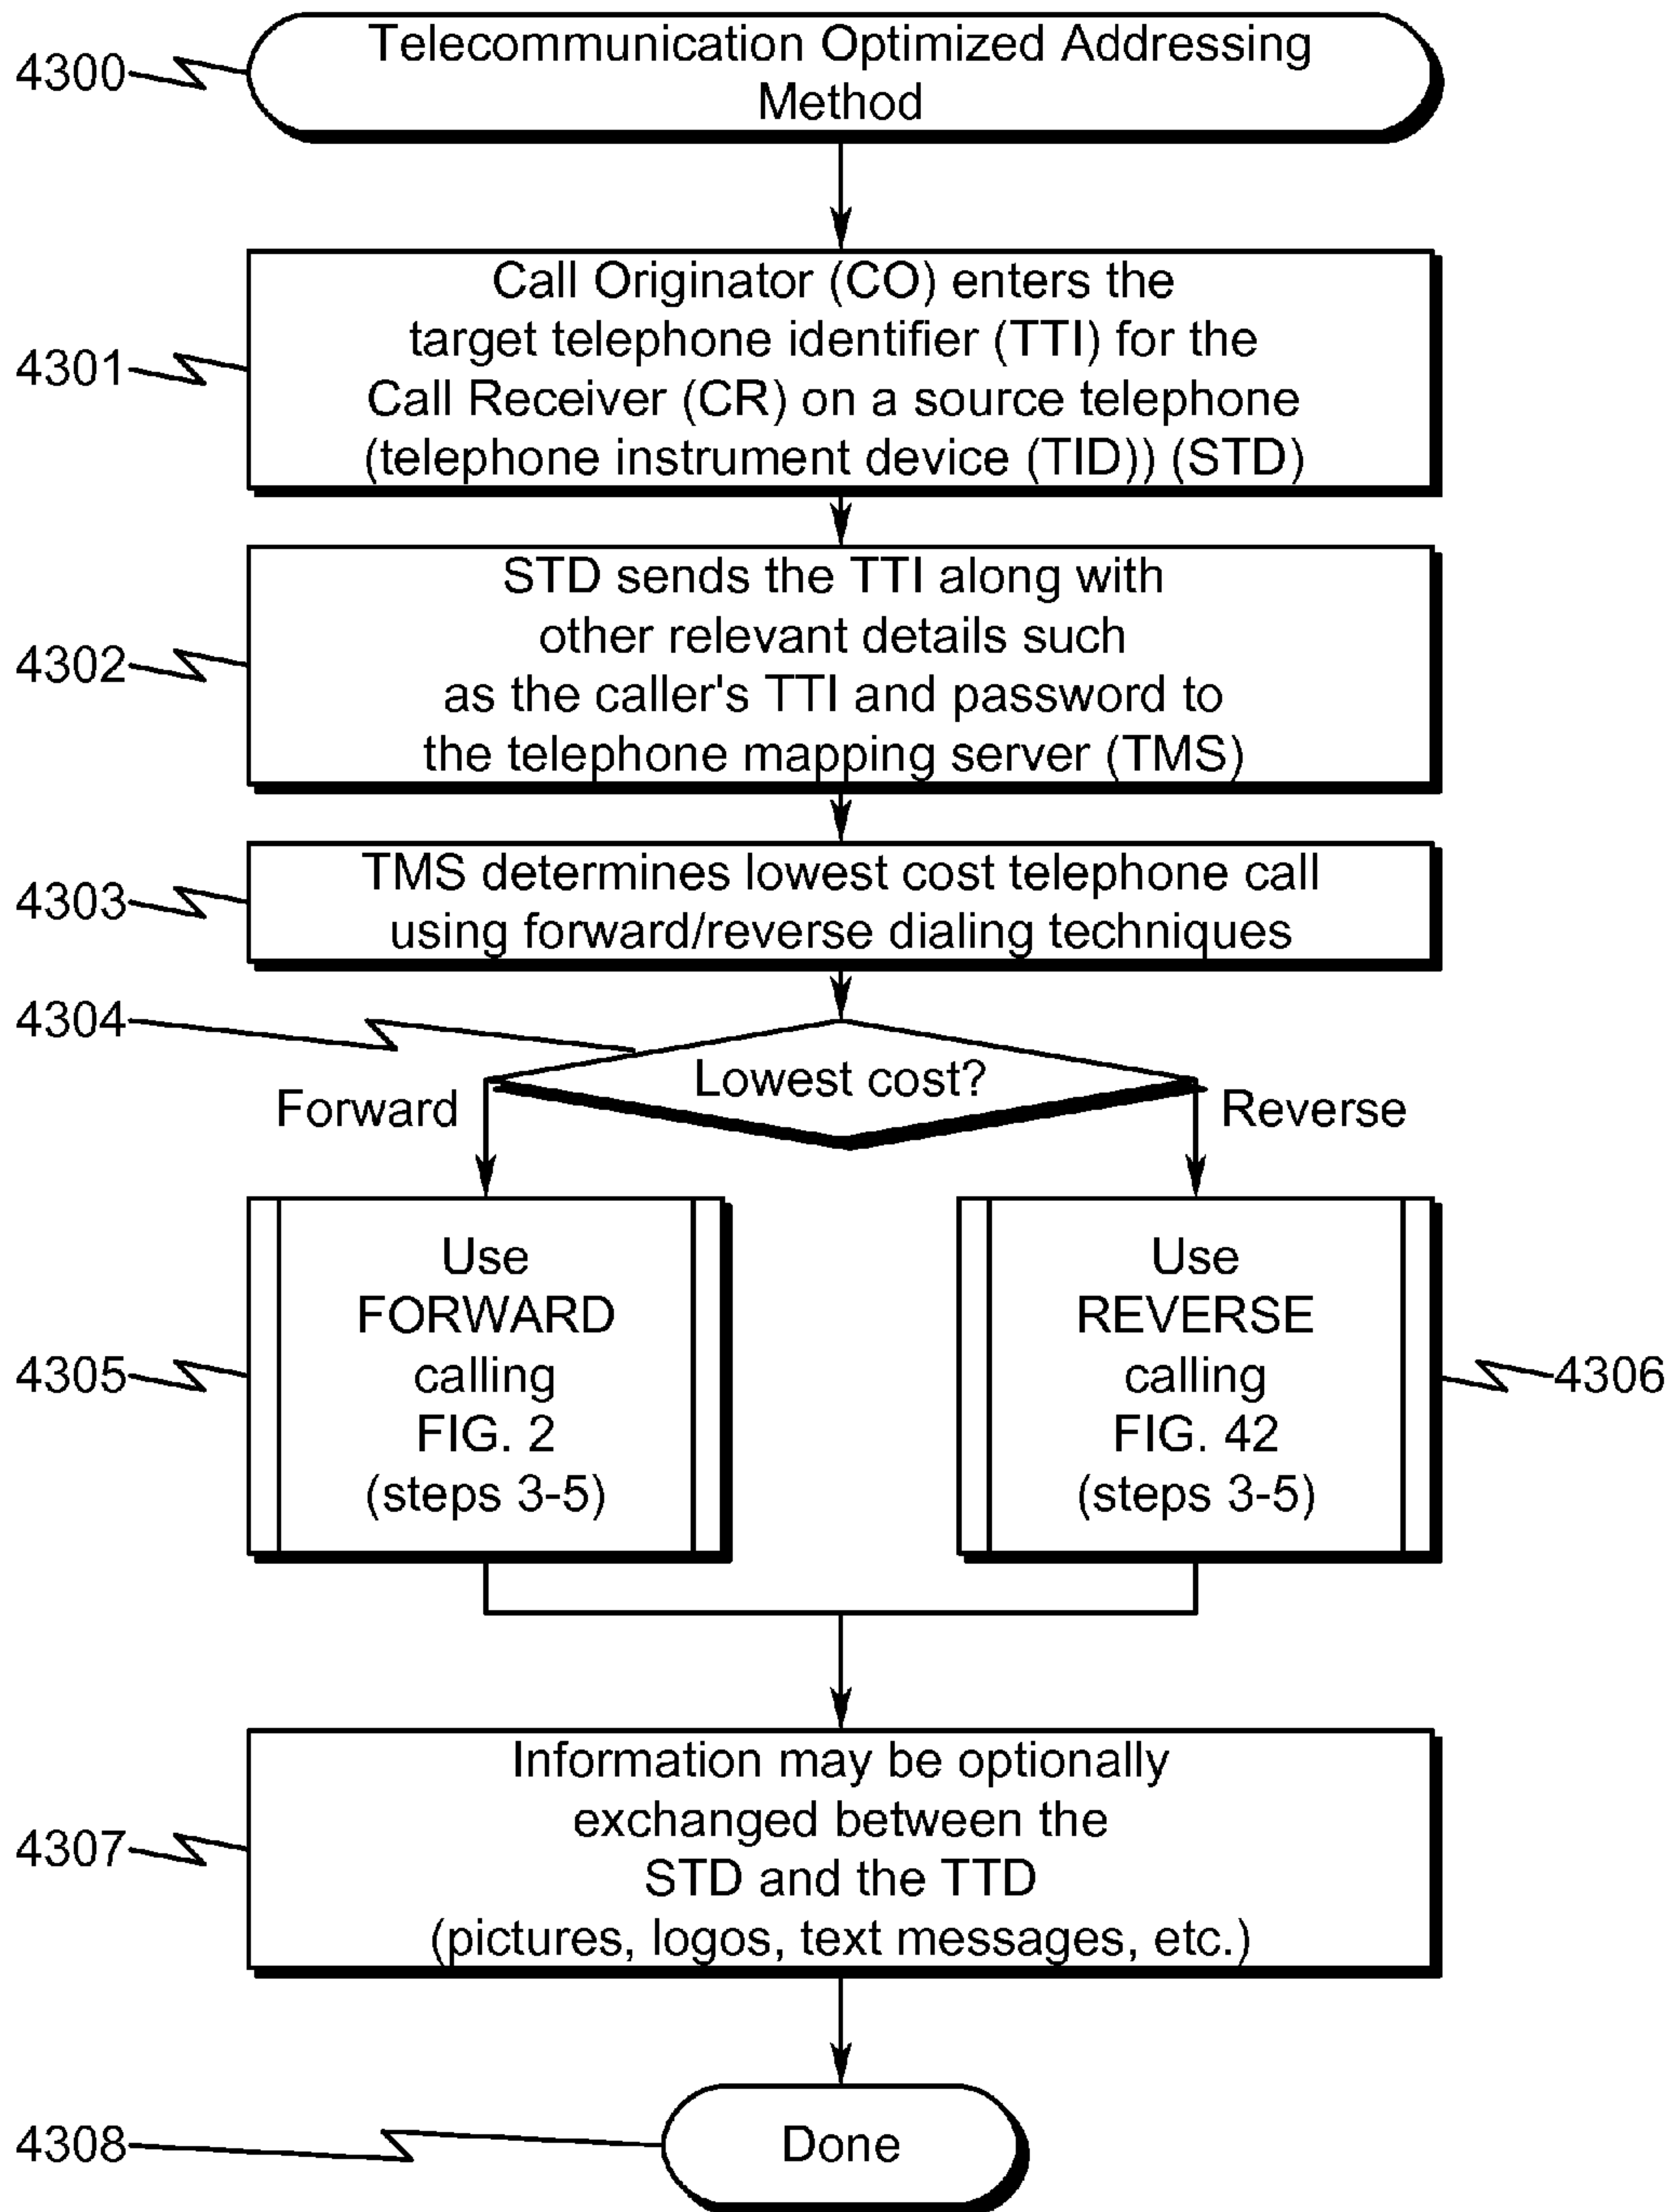 4300
Telecommunication Optimized Addressing
Method
4301
Call Originator (CO) enters the
target telephone identifier (TTI) for the
Call Receiver (CR) on a source telephone
(telephone instrument device (TID)) (STD)
4302
STD sends the TTI along with
other relevant details such
as the caller's TTI and password to
the telephone mapping server (TMS)
4303
TMS determines lowest cost telephone call
using forward/reverse dialing techniques
4304
Lowest cost?
Forward
Reverse
4305
Use
FORWARD
calling
FIG. 2
(steps 3-5)
Use
REVERSE
calling
FIG. 42
(steps 3-5)
4306
4307
Information may be optionally
exchanged between the
STD and the TTD
(pictures, logos, text messages, etc.)
4308
Done